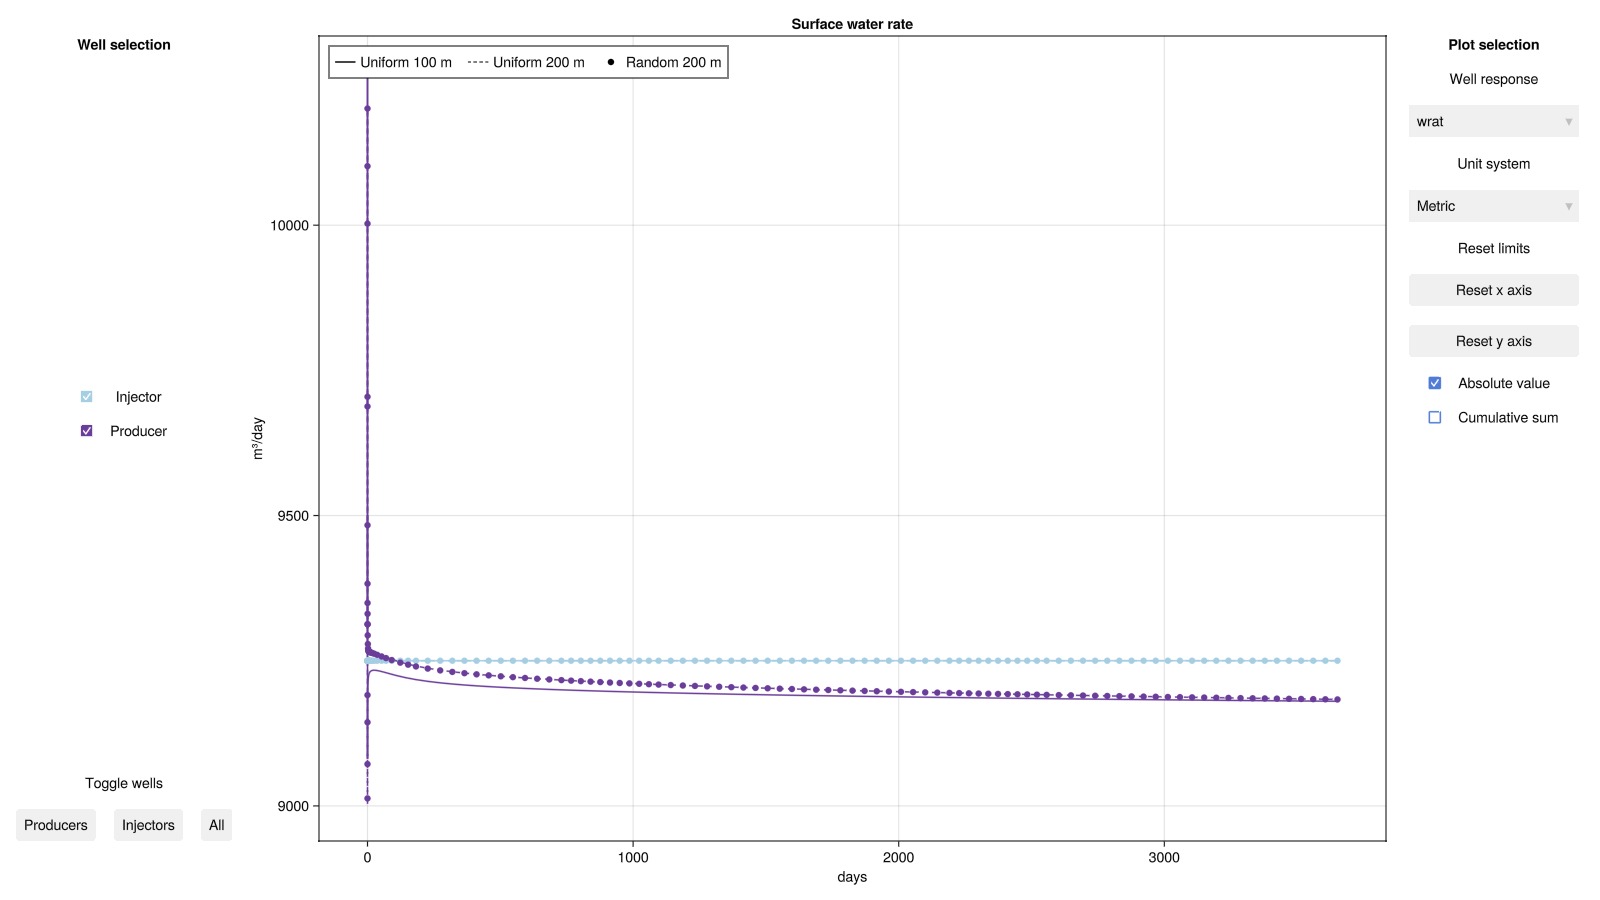 Surface water rate
Well selection
Injector
Producer
Toggle wells
Producers Injectors All
Uniform 100 m Uniform 200 m Random 200 m
10000
9500
9000
m³/day
0 1000 2000 3000
days
Plot selection
Well response
wrat
Unit system
Metric
Reset limits
Reset x axis
Reset y axis
Absolute value
Cumulative sum